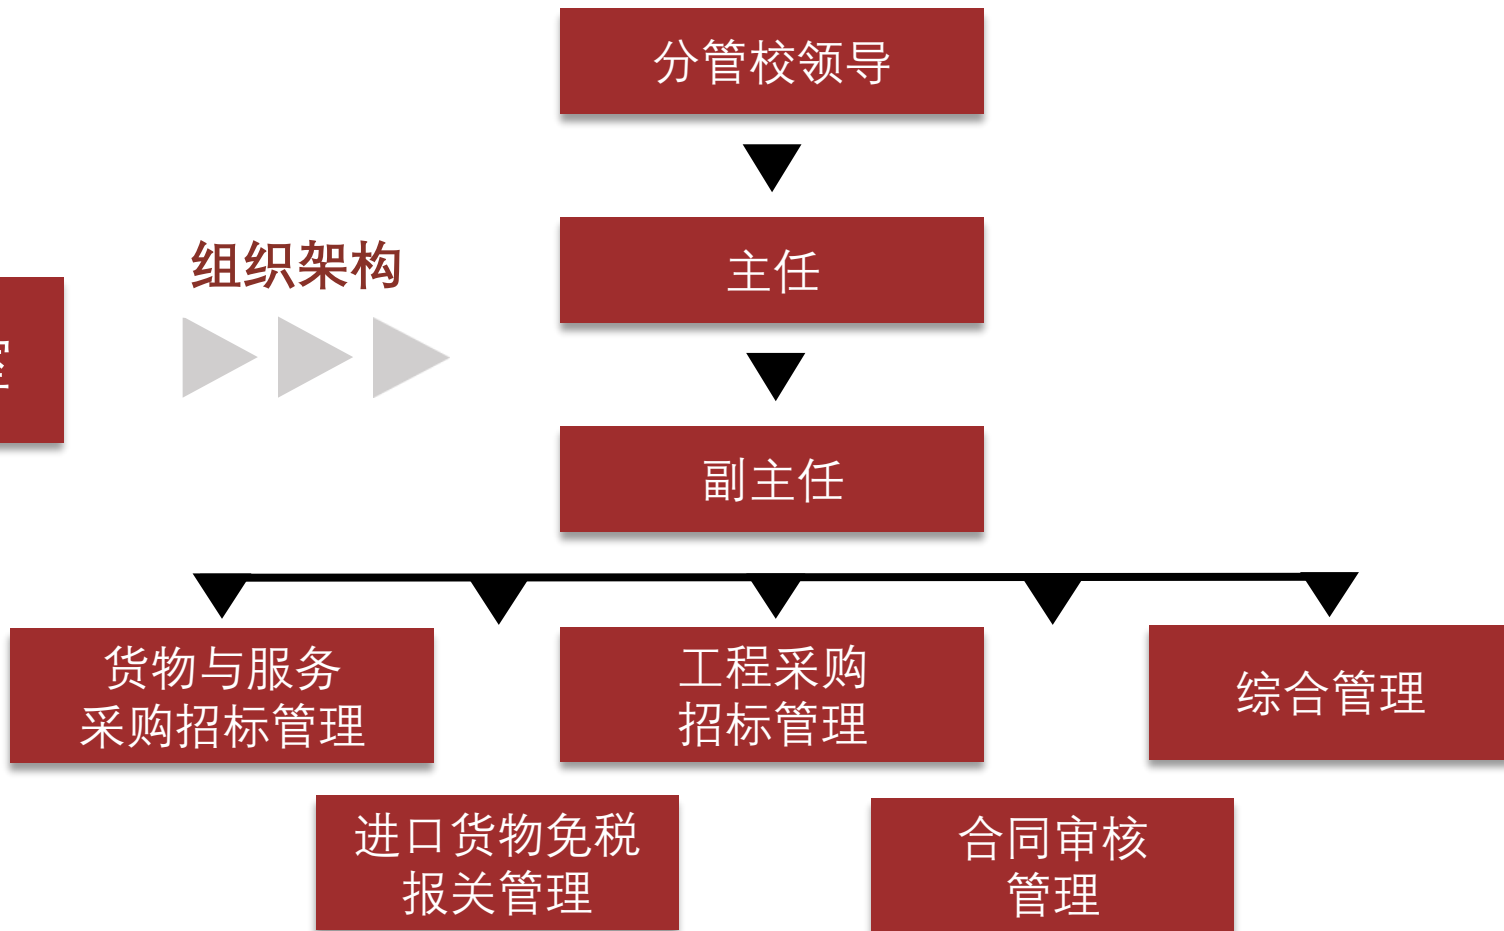 分管校领导
组织架构
主任
副主任
货物与服务
采购招标管理
工程采购
招标管理
综合管理
进口货物免税
报关管理
合同审核
管理